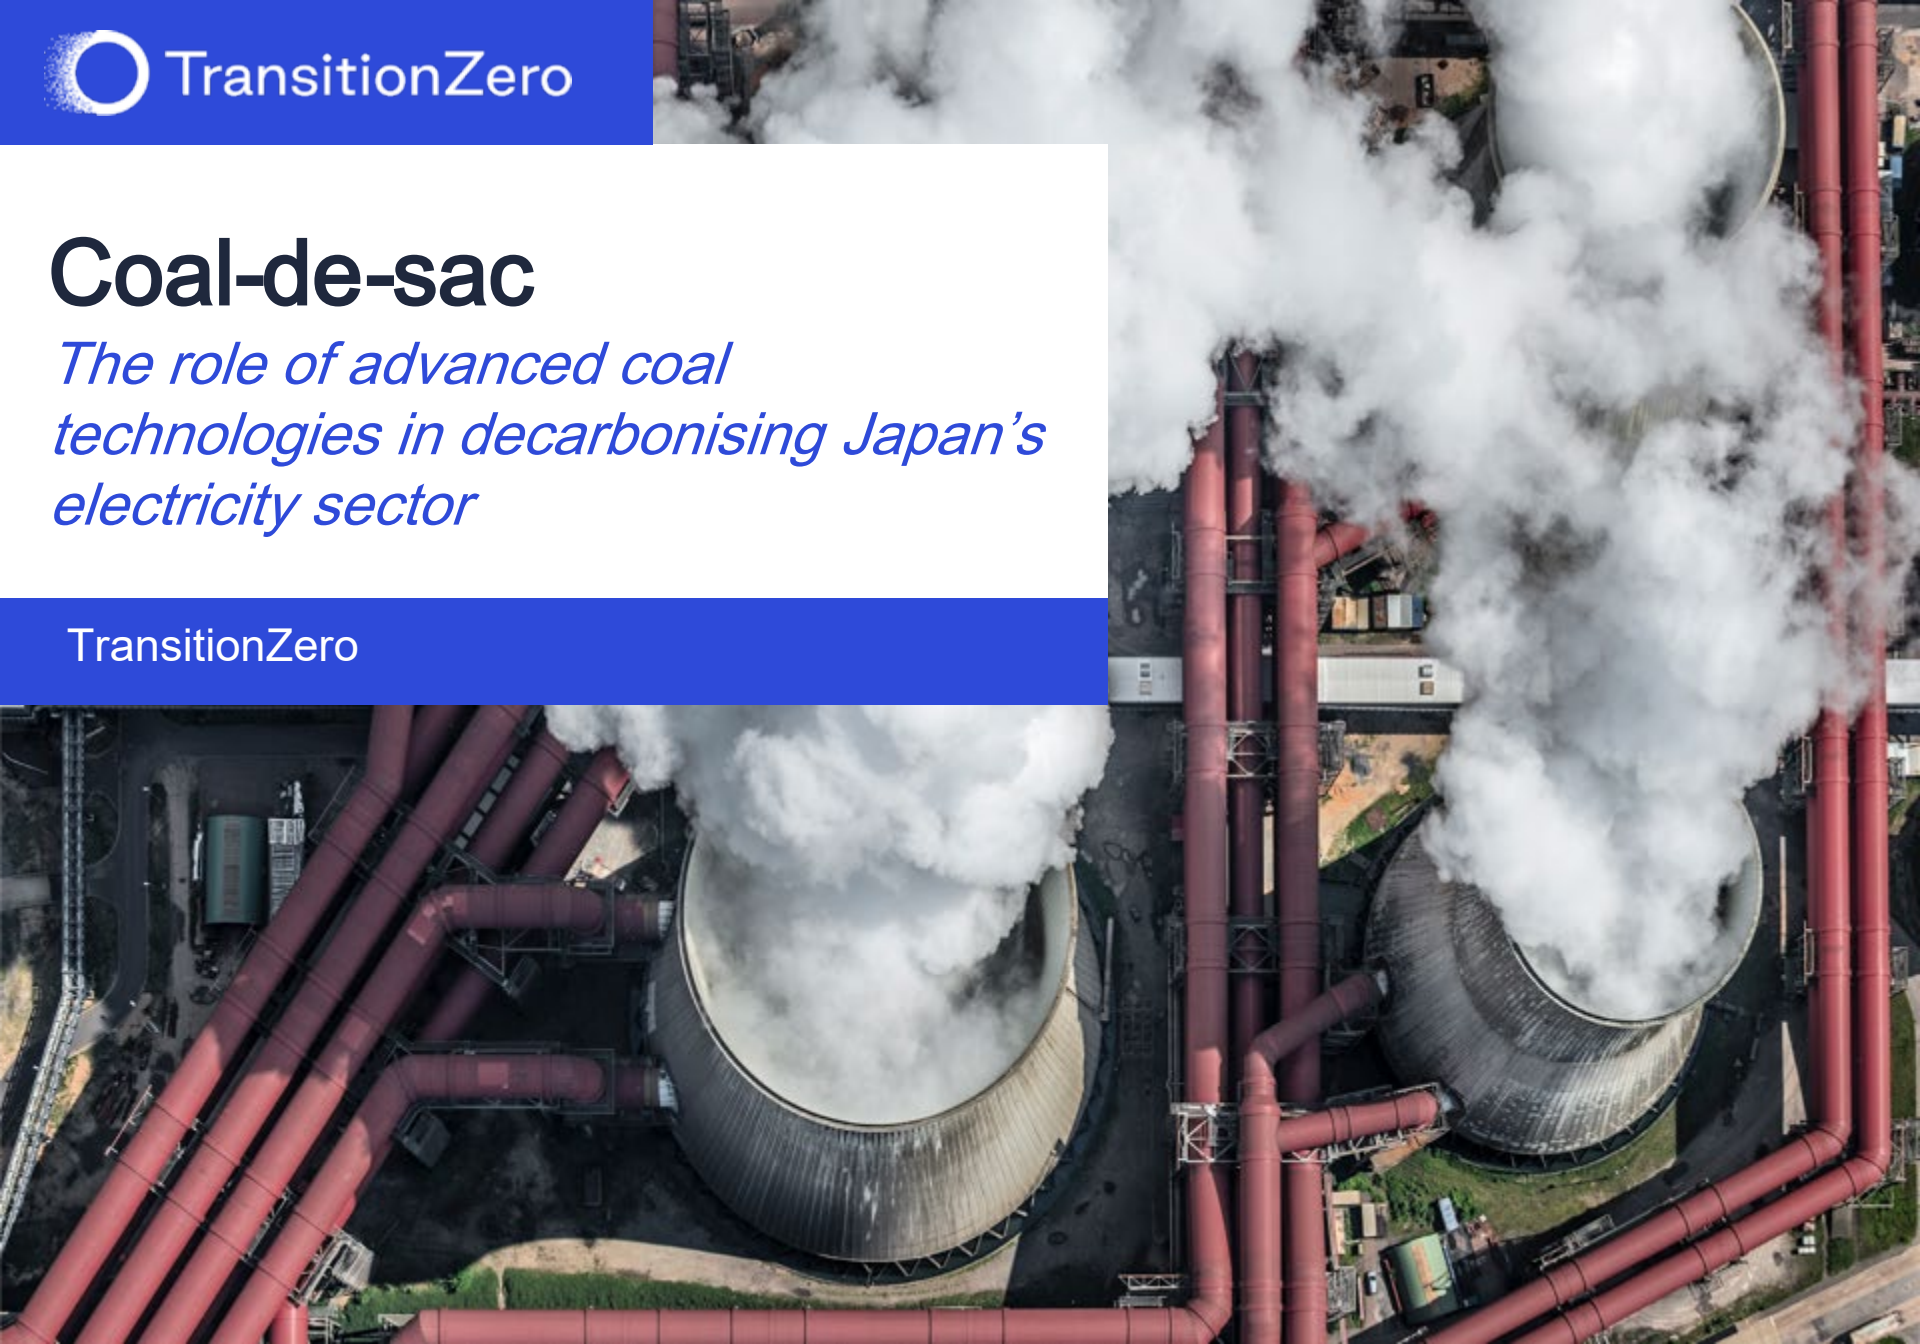 TransitionZero
Coal-de-sac
The role of advanced coal
technologies in decarbonising Japan’s
electricity sector
TransitionZero